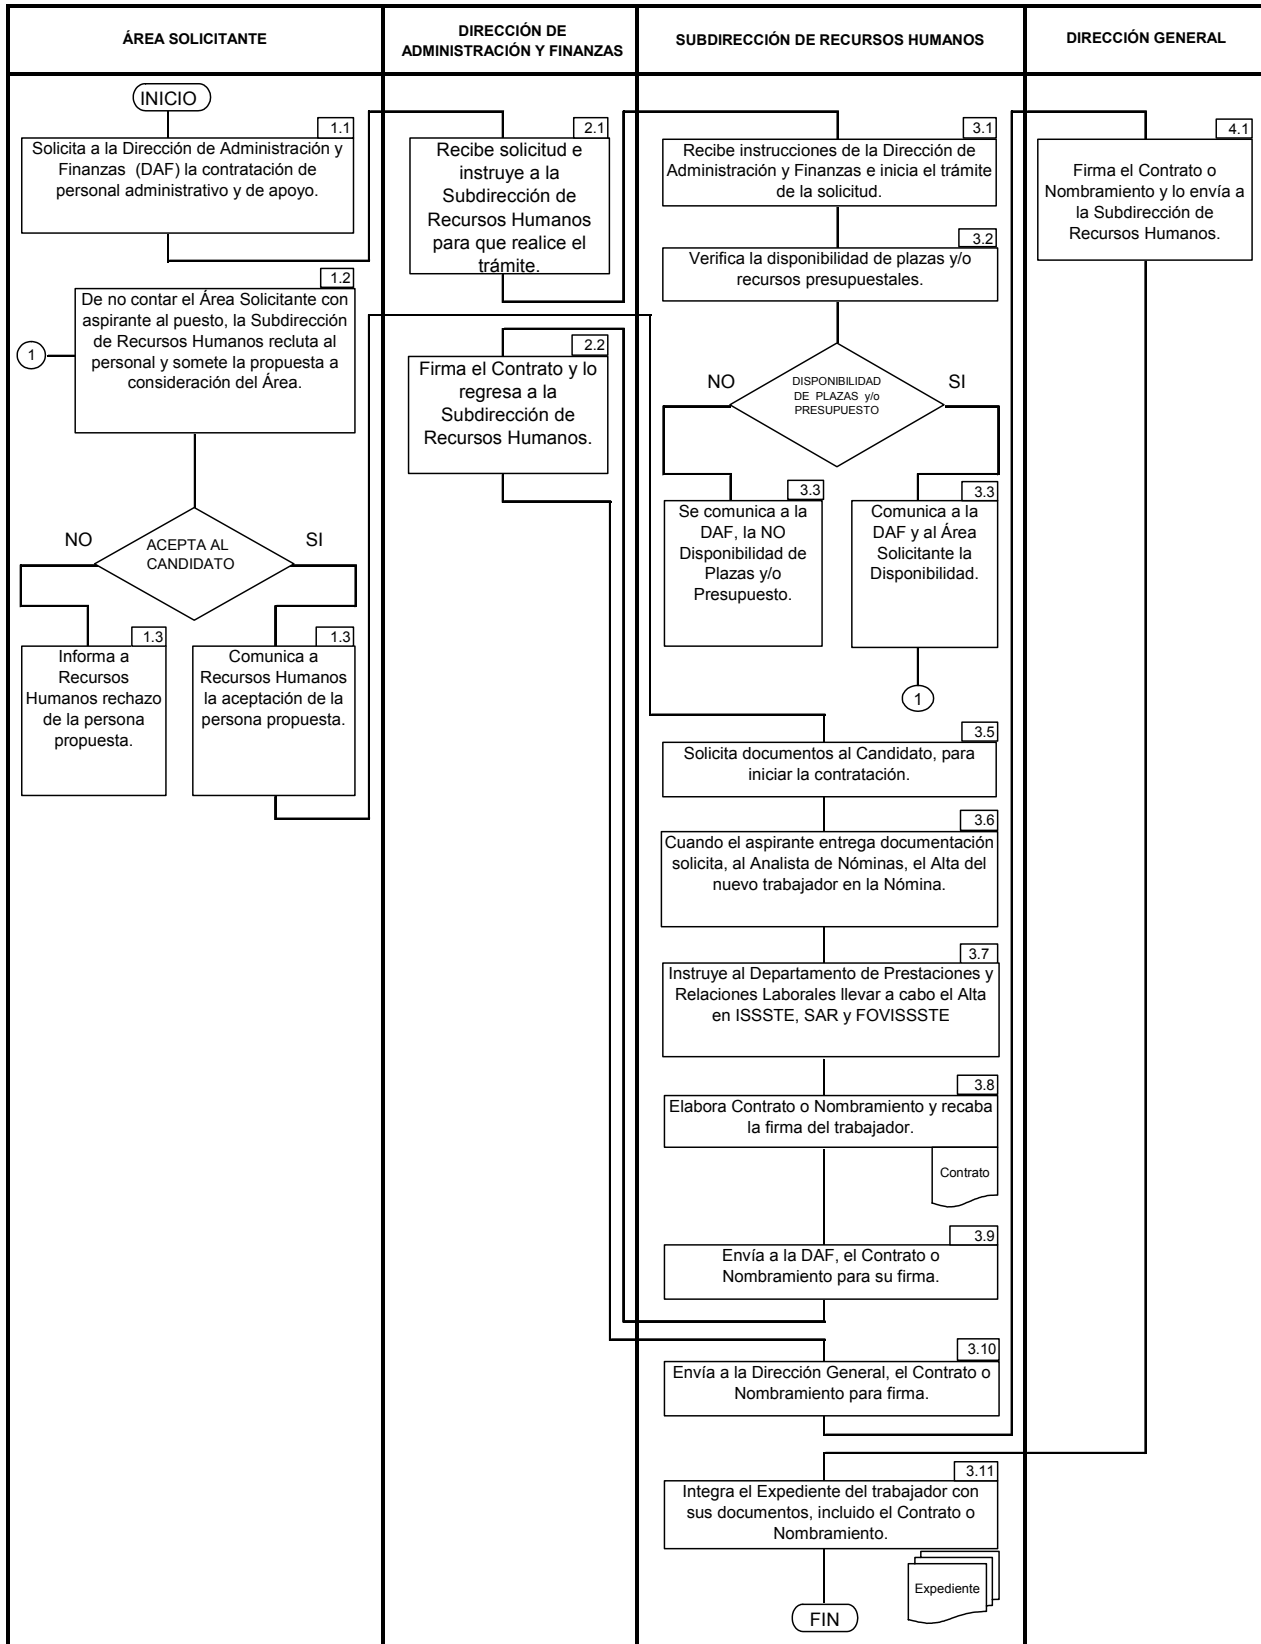 ÁREA SOLICITANTE
DIRECCIÓN DE
ADMINISTRACIÓN Y FINANZAS
SUBDIRECCIÓN DE RECURSOS HUMANOS
DIRECCIÓN GENERAL
INICIO
1.1
Solicita a la Dirección de Administración y
Finanzas (DAF) la contratación de
personal administrativo y de apoyo.
1.2
De no contar el Área Solicitante con
aspirante al puesto, la Subdirección
de Recursos Humanos recluta al
personal y somete la propuesta a
consideración del Área.
1
NO
ACEPTA AL
CANDIDATO
SI
1.3
Informa a
Recursos
Humanos rechazo
de la persona
propuesta.
1.3
Comunica a
Recursos Humanos
la aceptación de la
persona propuesta.
2.1
Recibe solicitud e
instruye a la
Subdirección de
Recursos Humanos
para que realice el
trámite.
2.2
Firma el Contrato y lo
regresa a la
Subdirección de
Recursos Humanos.
3.1
Recibe instrucciones de la Dirección de
Administración y Finanzas e inicia el trámite
de la solicitud.
3.2
Verifica la disponibilidad de plazas y/o
recursos presupuestales.
NO
DISPONIBILIDAD
DE PLAZAS y/o
PRESUPUESTO
SI
3.3
Se comunica a la
DAF, la NO
Disponibilidad de
Plazas y/o
Presupuesto.
3.3
Comunica a la
DAF y al Área
Solicitante la
Disponibilidad.
1
3.5
Solicita documentos al Candidato, para
iniciar la contratación.
3.6
Cuando el aspirante entrega documentación
solicita, al Analista de Nóminas, el Alta del
nuevo trabajador en la Nómina.
3.7
Instruye al Departamento de Prestaciones y
Relaciones Laborales llevar a cabo el Alta
en ISSSTE, SAR y FOVISSSTE
3.8
Elabora Contrato o Nombramiento y recaba
la firma del trabajador.
Contrato
3.9
Envía a la DAF, el Contrato o
Nombramiento para su firma.
3.10
Envía a la Dirección General, el Contrato o
Nombramiento para firma.
3.11
Integra el Expediente del trabajador con
sus documentos, incluido el Contrato o
Nombramiento.
Expediente
FIN
4.1
Firma el Contrato o
Nombramiento y lo envía a
la Subdirección de
Recursos Humanos.